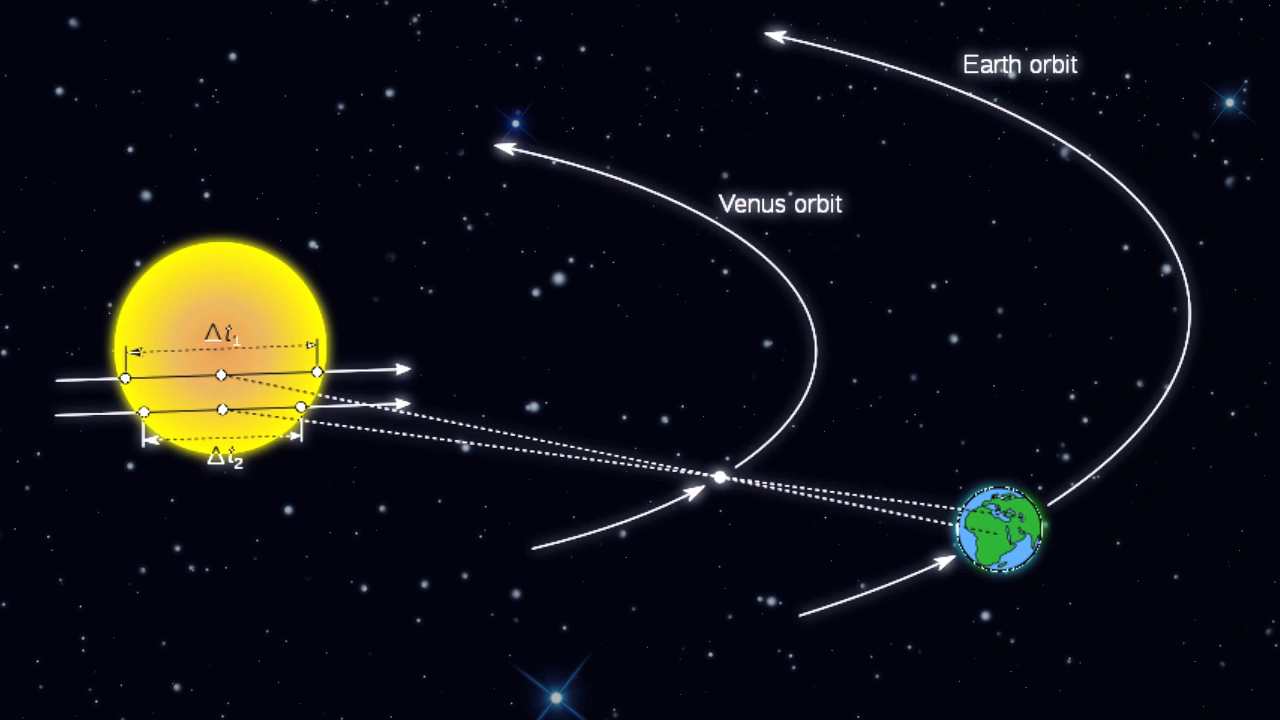 Earth orbit
Venus orbit
Δt₁
Δt₂